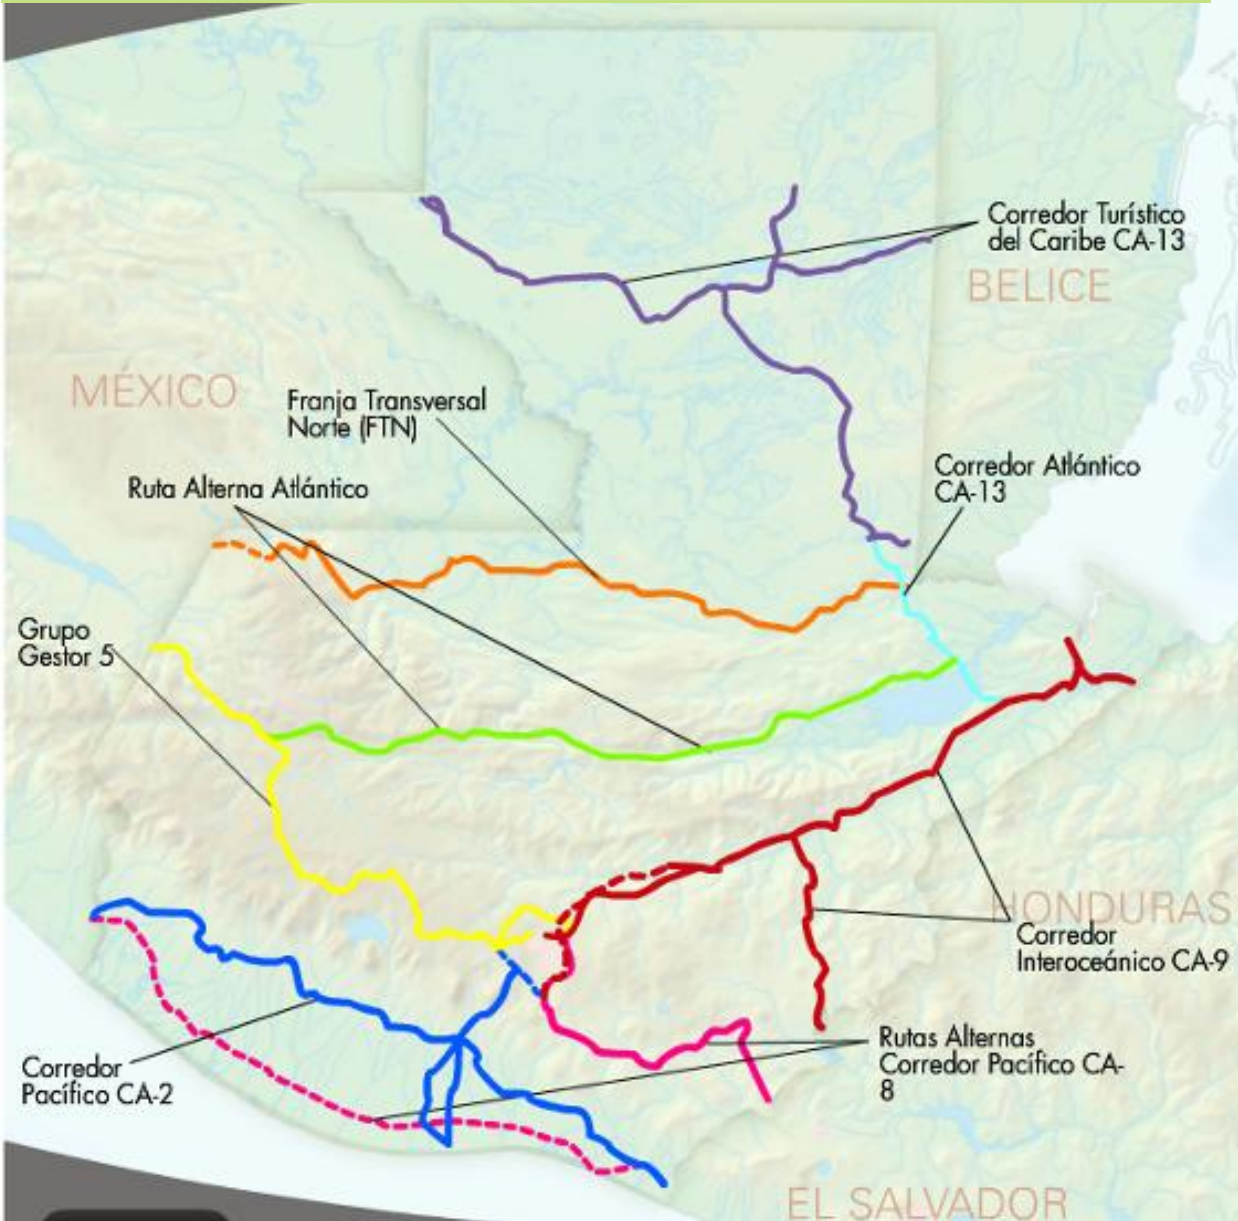 Corredor Turístico
del Caribe CA-13
BELICE
MÉXICO
Franja Transversal
Norte (FTN)
Corredor Atlántico
CA-13
Ruta Alterna Atlántico
Grupo
Gestor 5
HONDURAS
Corredor
Interoceánico CA-9
Rutas Alternas
Corredor Pacífico CA-
8
Corredor
Pacífico CA-2
EL SALVADOR